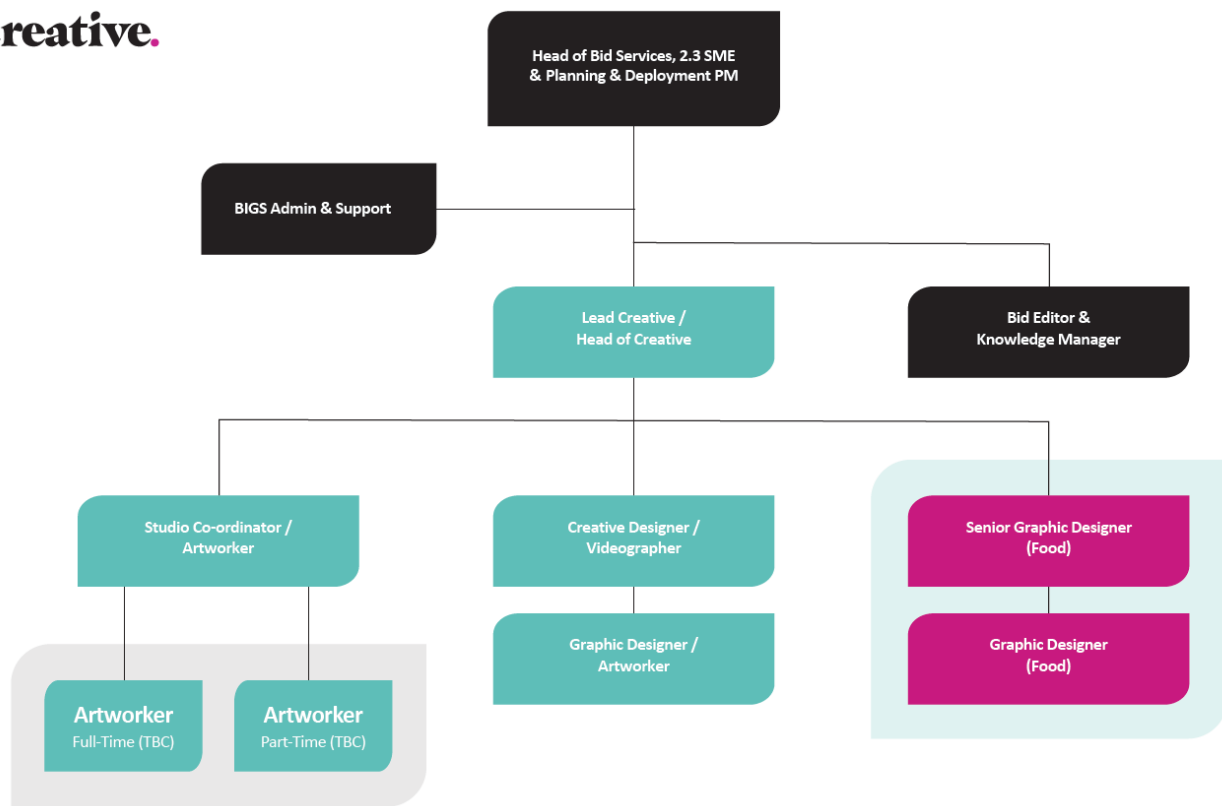 reative.
Head of Bid Services, 2.3 SME
& Planning & Deployment PM
BIGS Admin & Support
Lead Creative /
Head of Creative
Bid Editor &
Knowledge Manager
Studio Co-ordinator /
Artworker
Creative Designer /
Videographer
Senior Graphic Designer
(Food)
Graphic Designer /
Artworker
Graphic Designer
(Food)
Artworker
Full-Time (TBC)
Artworker
Part-Time (TBC)